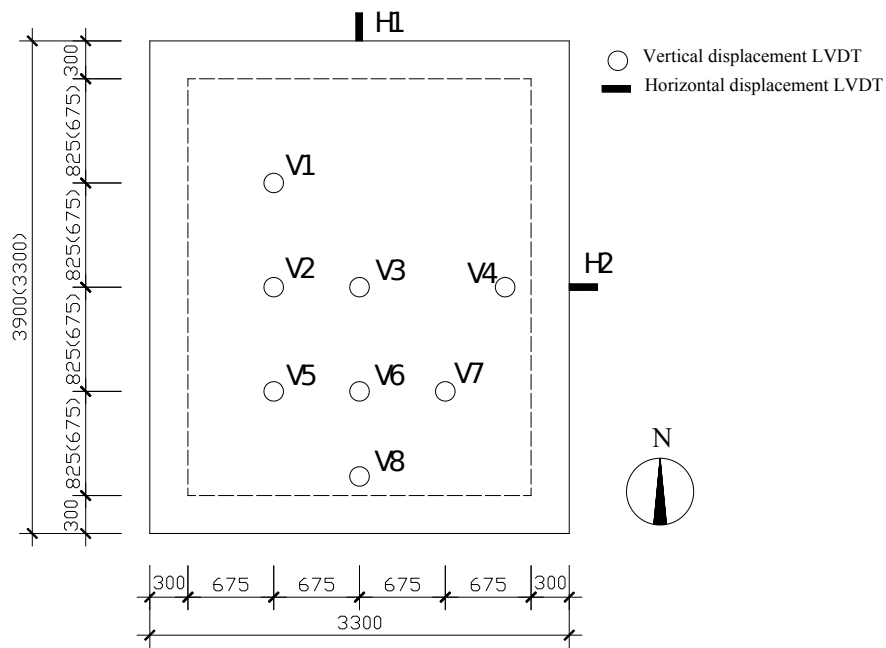 H1
Vertical displacement LVDT
Horizontal displacement LVDT
300
825(675)
825(675)
825(675)
825(675)
300
3900(3300)
V1
V2
V3
V4
H2
V5
V6
V7
V8
N
300
675
675
675
675
300
3300